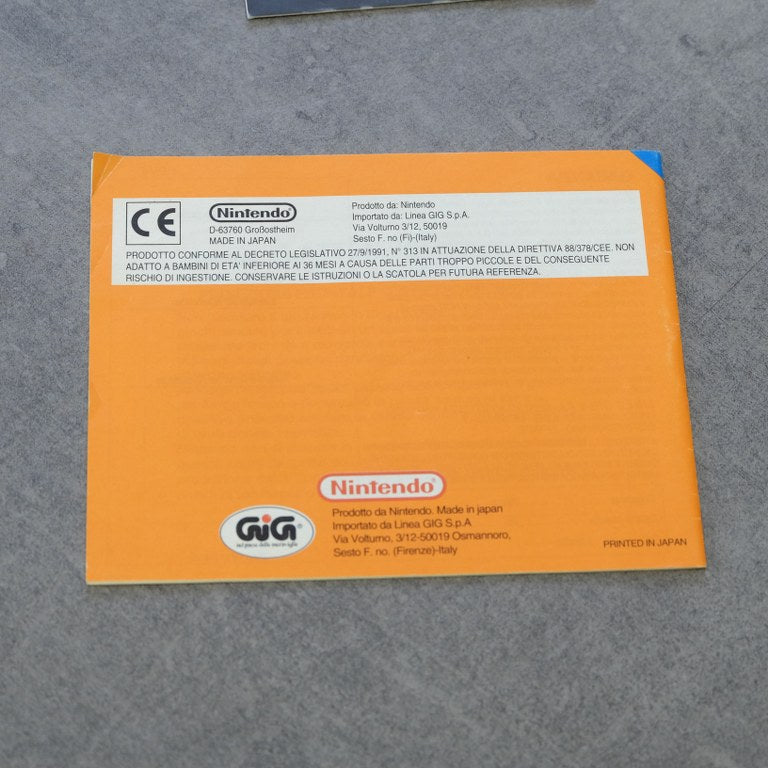 CE
Nintendo
D-63760 Großostheim
MADE IN JAPAN
Prodotto da: Nintendo
Importato da: Linea GIG S.p.A.
Via Volturno 3/12, 50019
Sesto F. no (Fi)-(Italy)
PRODOTTO CONFORME AL DECRETO LEGISLATIVO 27/9/1991, N° 313 IN ATTUAZIONE DELLA DIRETTIVA 88/378/CEE. NON
ADATTO A BAMBINI DI ETA' INFERIORE AI 36 MESI A CAUSA DELLE PARTI TROPPO PICCOLE E DEL CONSEGUENTE
RISCHIO DI INGESTIONE. CONSERVARE LE ISTRUZIONI O LA SCATOLA PER FUTURA REFERENZA.
Nintendo®
GiG®
Prodotto da Nintendo. Made in japan
Importato da Linea GIG S.p.A
Via Volturno, 3/12-50019 Osmannoro,
Sesto F. no. (Firenze)-Italy
PRINTED IN JAPAN